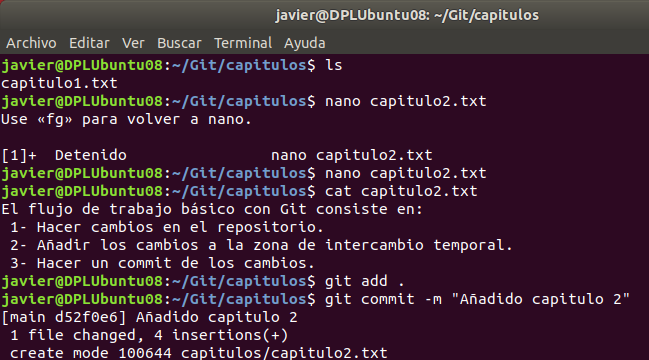 javier@DPLUbuntu08: ~/Git/capitulos
Archivo Editar Ver Buscar Terminal Ayuda
javier@DPLUbuntu08:~/Git/capitulos$ ls
capitulo1.txt
javier@DPLUbuntu08:~/Git/capitulos$ nano capitulo2.txt
Use «fg» para volver a nano.
[1]+  Detenido                nano capitulo2.txt
javier@DPLUbuntu08:~/Git/capitulos$ nano capitulo2.txt
javier@DPLUbuntu08:~/Git/capitulos$ cat capitulo2.txt
El flujo de trabajo básico con Git consiste en:
 1- Hacer cambios en el repositorio.
 2- Añadir los cambios a la zona de intercambio temporal.
 3- Hacer un commit de los cambios.
javier@DPLUbuntu08:~/Git/capitulos$ git add .
javier@DPLUbuntu08:~/Git/capitulos$ git commit -m "Añadido capitulo 2"
[main d52f0e6] Añadido capitulo 2
 1 file changed, 4 insertions(+)
 create mode 100644 capitulos/capitulo2.txt